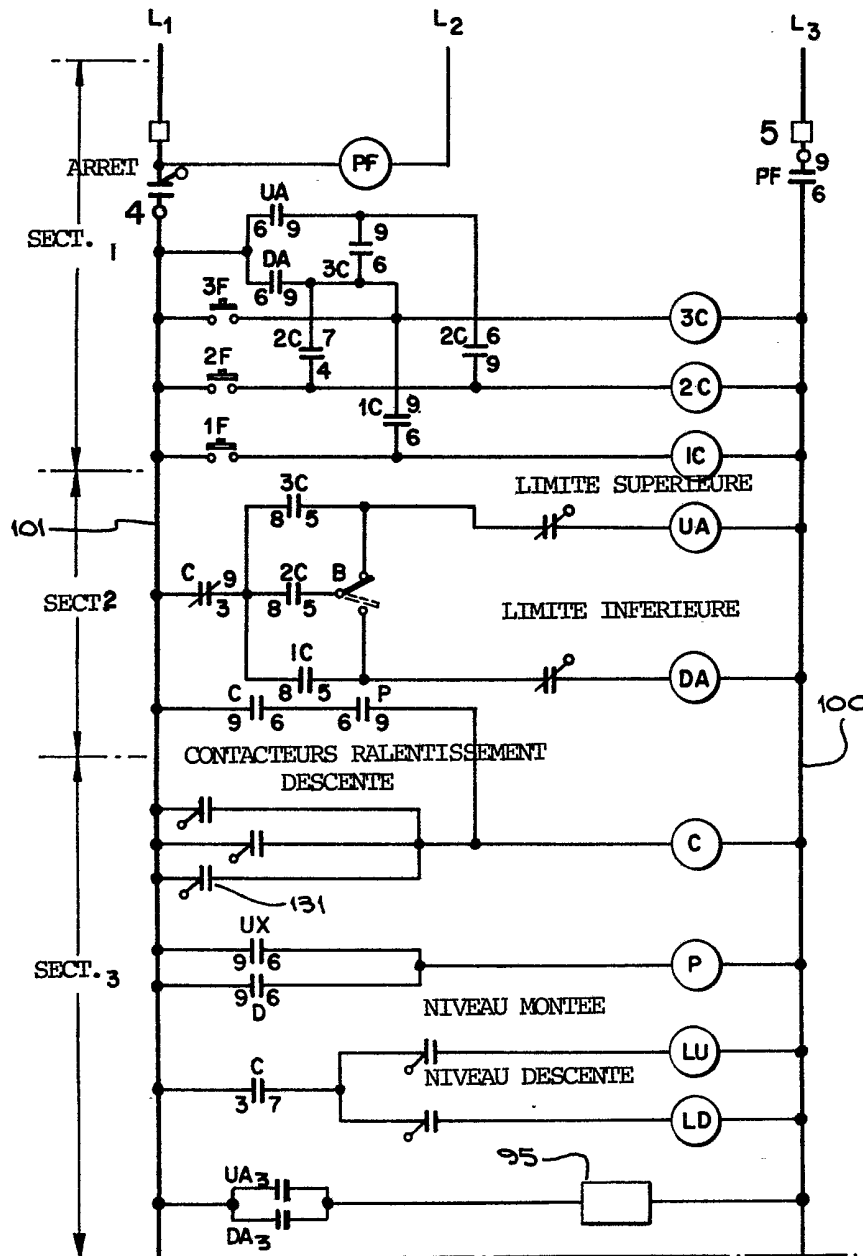 L1 L2 L3
5 9
ARRET PF PF 6
4 UA
6 9 9
SECT. 1 DA 6
6 9 3C
3F 3C
2C 7 2C 6
2F 4 9 2C
1C 9
1F 6 1C
LIMITE SUPERIEURE
3C
101 8 5 UA
C 9 2C B
SECT. 2 3 8 5
LIMITE INFERIEURE
1C
8 5 DA
C P 100
9 6 6 9
CONTACTEURS RALENTISSEMENT
DESCENTE
C
131
UX
9 6 P
SECT. 3
9 6
D NIVEAU MONTEE
LU
C NIVEAU DESCENTE
3 7
LD
95
UA3
DA3